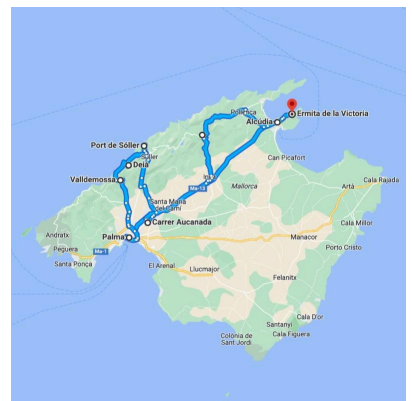 Pollença
Alcúdia
Ermita de la Victoria
Port de Sóller
Sóller
Deià
Can Picafort
Inca
Valldemossa
Ma-13
Mallorca
Artà
Cala Rajada
Santa Maria
del Camí
Carrer Aucanada
Cala Millor
Andratx
Palma
Manacor
Porto Cristo
Peguera
Ma-1
Santa Ponça
El Arenal
Llucmajor
Felanitx
Cala D'or
Santanyí
Colònia de
Sant Jordi
Cala Figuera